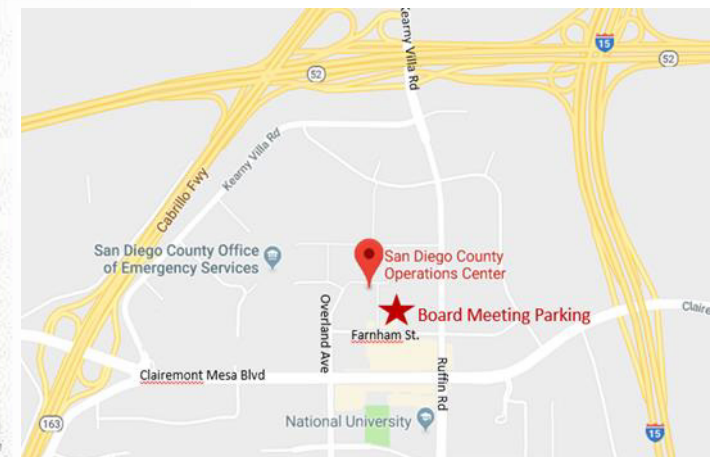 Kearny Villa Rd
15
52
52
Kearny Villa Rd
Cabrillo Fwy
San Diego County Office
of Emergency Services
San Diego County
Operations Center
Overland Ave
Board Meeting Parking
Farnham St.
Clairemont Mesa Blvd
Ruffin Rd
National University
163
15